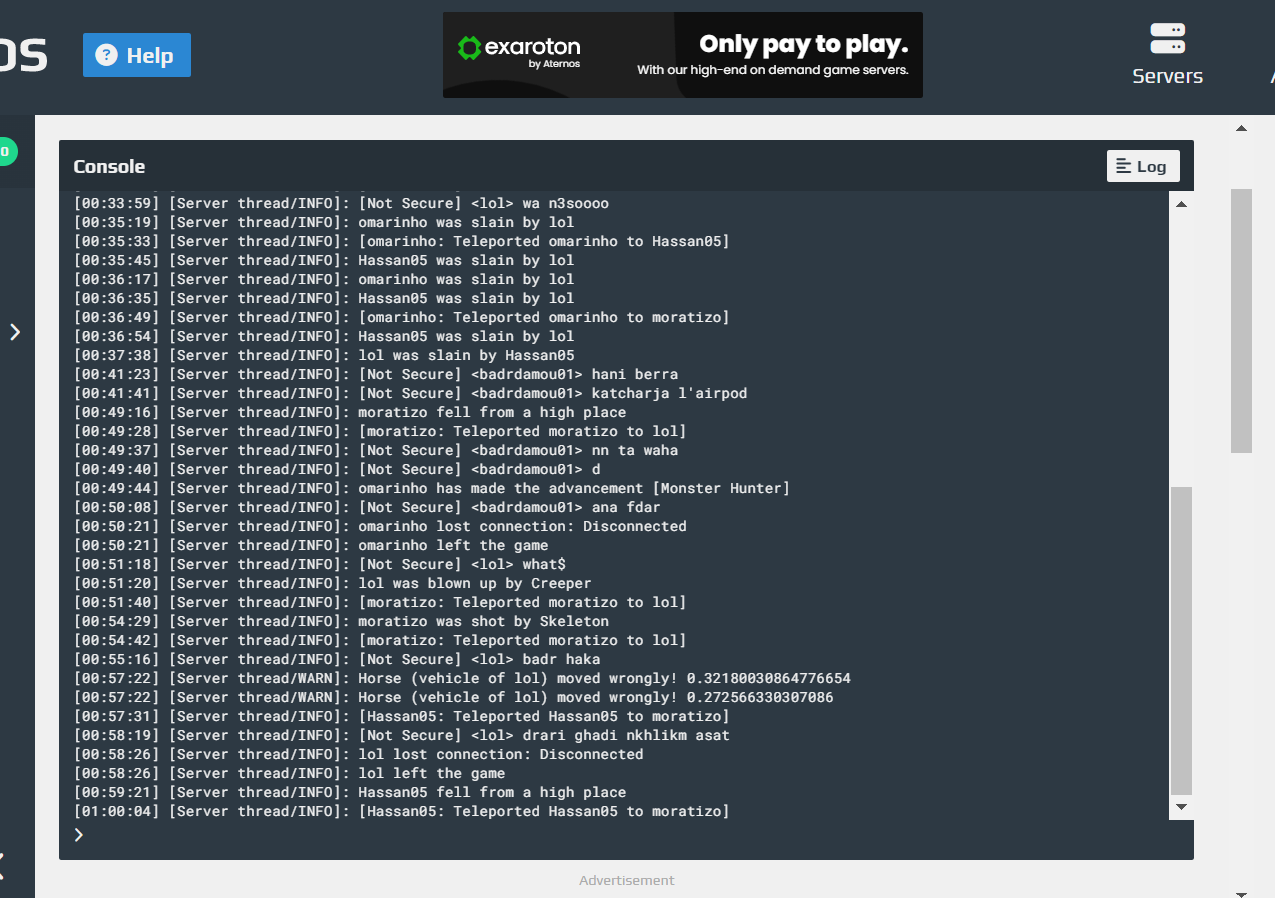 os
Help
exaroton
by Aternos
Only pay to play.
With our high-end on demand game servers.
Servers
0
Console
Log
[00:33:59] [Server thread/INFO]: [Not Secure] <lol> wa n3soooo
[00:35:19] [Server thread/INFO]: omarinho was slain by lol
[00:35:33] [Server thread/INFO]: [omarinho: Teleported omarinho to Hassan05]
[00:35:45] [Server thread/INFO]: Hassan05 was slain by lol
[00:36:17] [Server thread/INFO]: omarinho was slain by lol
[00:36:35] [Server thread/INFO]: Hassan05 was slain by lol
[00:36:49] [Server thread/INFO]: [omarinho: Teleported omarinho to moratizo]
[00:36:54] [Server thread/INFO]: Hassan05 was slain by lol
[00:37:38] [Server thread/INFO]: lol was slain by Hassan05
[00:41:23] [Server thread/INFO]: [Not Secure] <badrdamou01> hani berra
[00:41:41] [Server thread/INFO]: [Not Secure] <badrdamou01> katcharja l'airpod
[00:49:16] [Server thread/INFO]: moratizo fell from a high place
[00:49:28] [Server thread/INFO]: [moratizo: Teleported moratizo to lol]
[00:49:37] [Server thread/INFO]: [Not Secure] <badrdamou01> nn ta waha
[00:49:40] [Server thread/INFO]: [Not Secure] <badrdamou01> d
[00:49:44] [Server thread/INFO]: omarinho has made the advancement [Monster Hunter]
[00:50:08] [Server thread/INFO]: [Not Secure] <badrdamou01> ana fdar
[00:50:21] [Server thread/INFO]: omarinho lost connection: Disconnected
[00:50:21] [Server thread/INFO]: omarinho left the game
[00:51:18] [Server thread/INFO]: [Not Secure] <lol> what$
[00:51:20] [Server thread/INFO]: lol was blown up by Creeper
[00:51:40] [Server thread/INFO]: [moratizo: Teleported moratizo to lol]
[00:54:29] [Server thread/INFO]: moratizo was shot by Skeleton
[00:54:42] [Server thread/INFO]: [moratizo: Teleported moratizo to lol]
[00:55:16] [Server thread/INFO]: [Not Secure] <lol> badr haka
[00:57:22] [Server thread/WARN]: Horse (vehicle of lol) moved wrongly! 0.32180030864776654
[00:57:22] [Server thread/WARN]: Horse (vehicle of lol) moved wrongly! 0.272566330307086
[00:57:31] [Server thread/INFO]: [Hassan05: Teleported Hassan05 to moratizo]
[00:58:19] [Server thread/INFO]: [Not Secure] <lol> drari ghadi nkhlikm asat
[00:58:26] [Server thread/INFO]: lol lost connection: Disconnected
[00:58:26] [Server thread/INFO]: lol left the game
[00:59:21] [Server thread/INFO]: Hassan05 fell from a high place
[01:00:04] [Server thread/INFO]: [Hassan05: Teleported Hassan05 to moratizo]
Advertisement